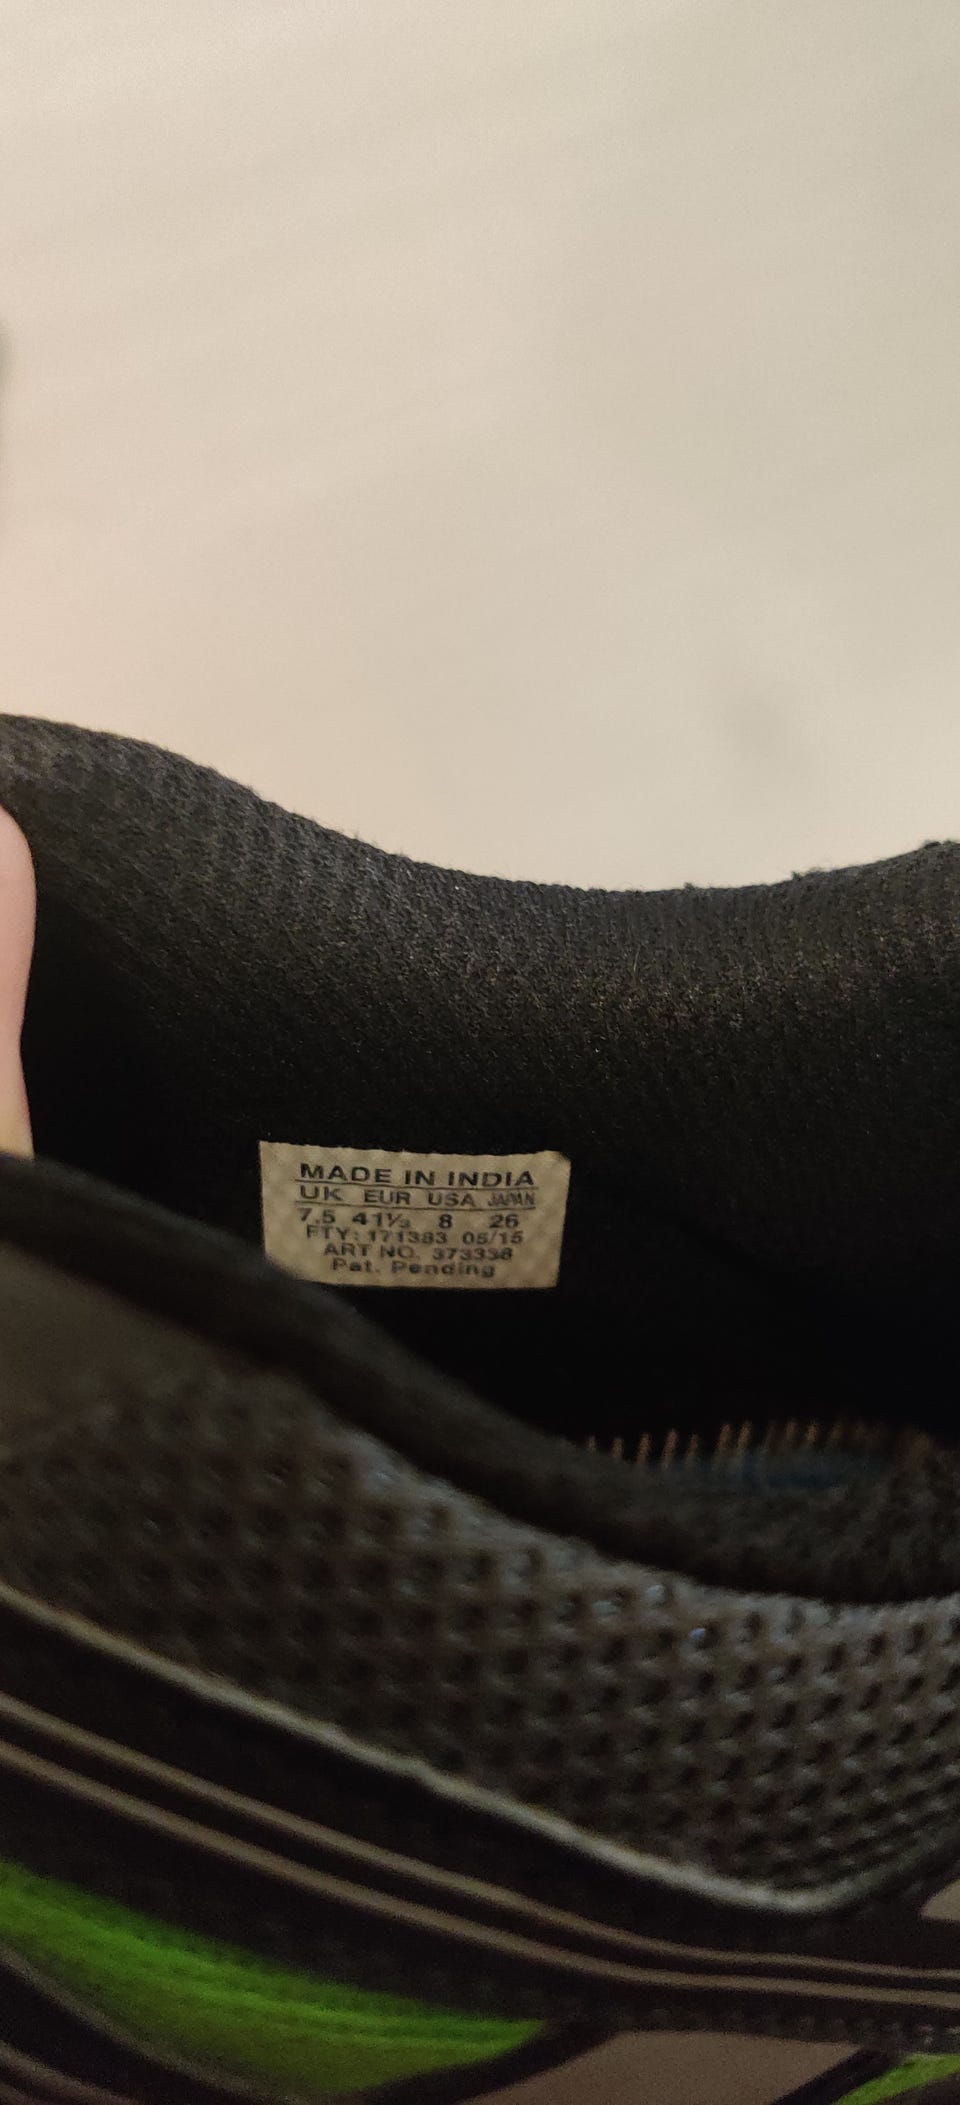 MADE IN INDIA
UK EUR USA JAPAN
7.5 41⅓ 8 26
FTY: 171383 05/15
ART NO. 373338
Pat. Pending